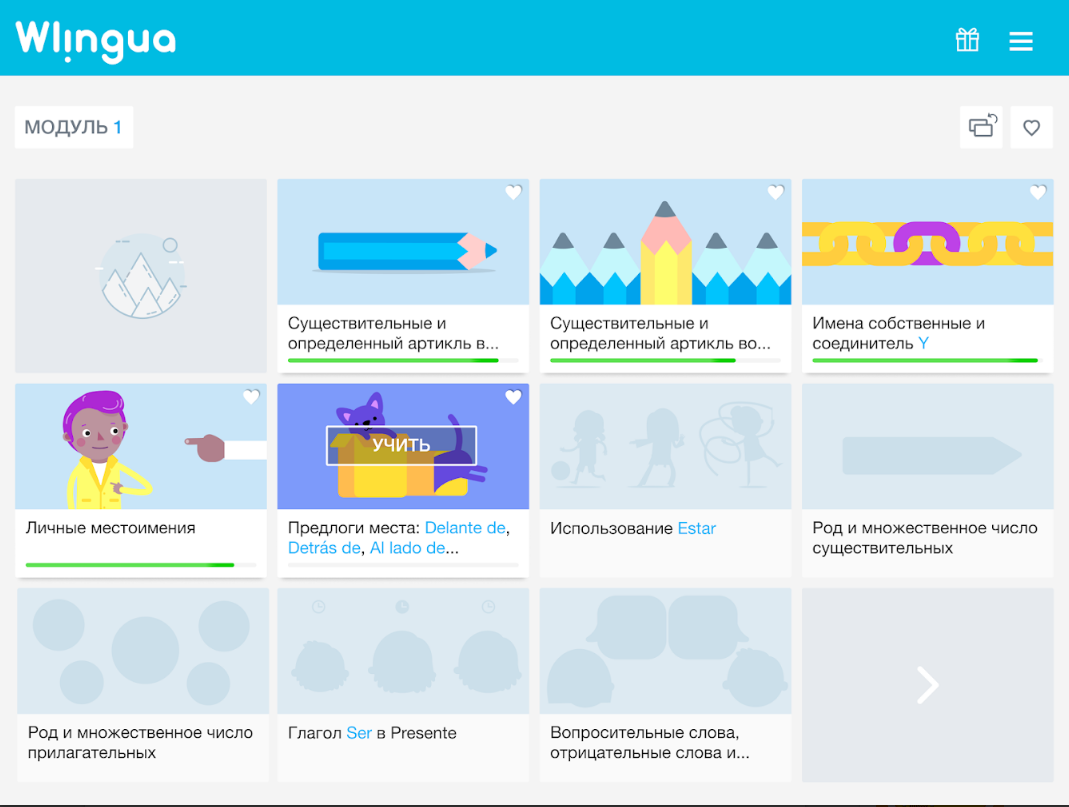 Wlingua
МОДУЛЬ 1
Существительные и
определенный артикль в...
Существительные и
определенный артикль во...
Имена собственные и
соединитель Y
Личные местоимения
УЧИТЬ
Предлоги места: Delante de,
Detrás de, Al lado de...
Использование Estar
Род и множественное число
существительных
Род и множественное число
прилагательных
Глагол Ser в Presente
Вопросительные слова,
отрицательные слова и...